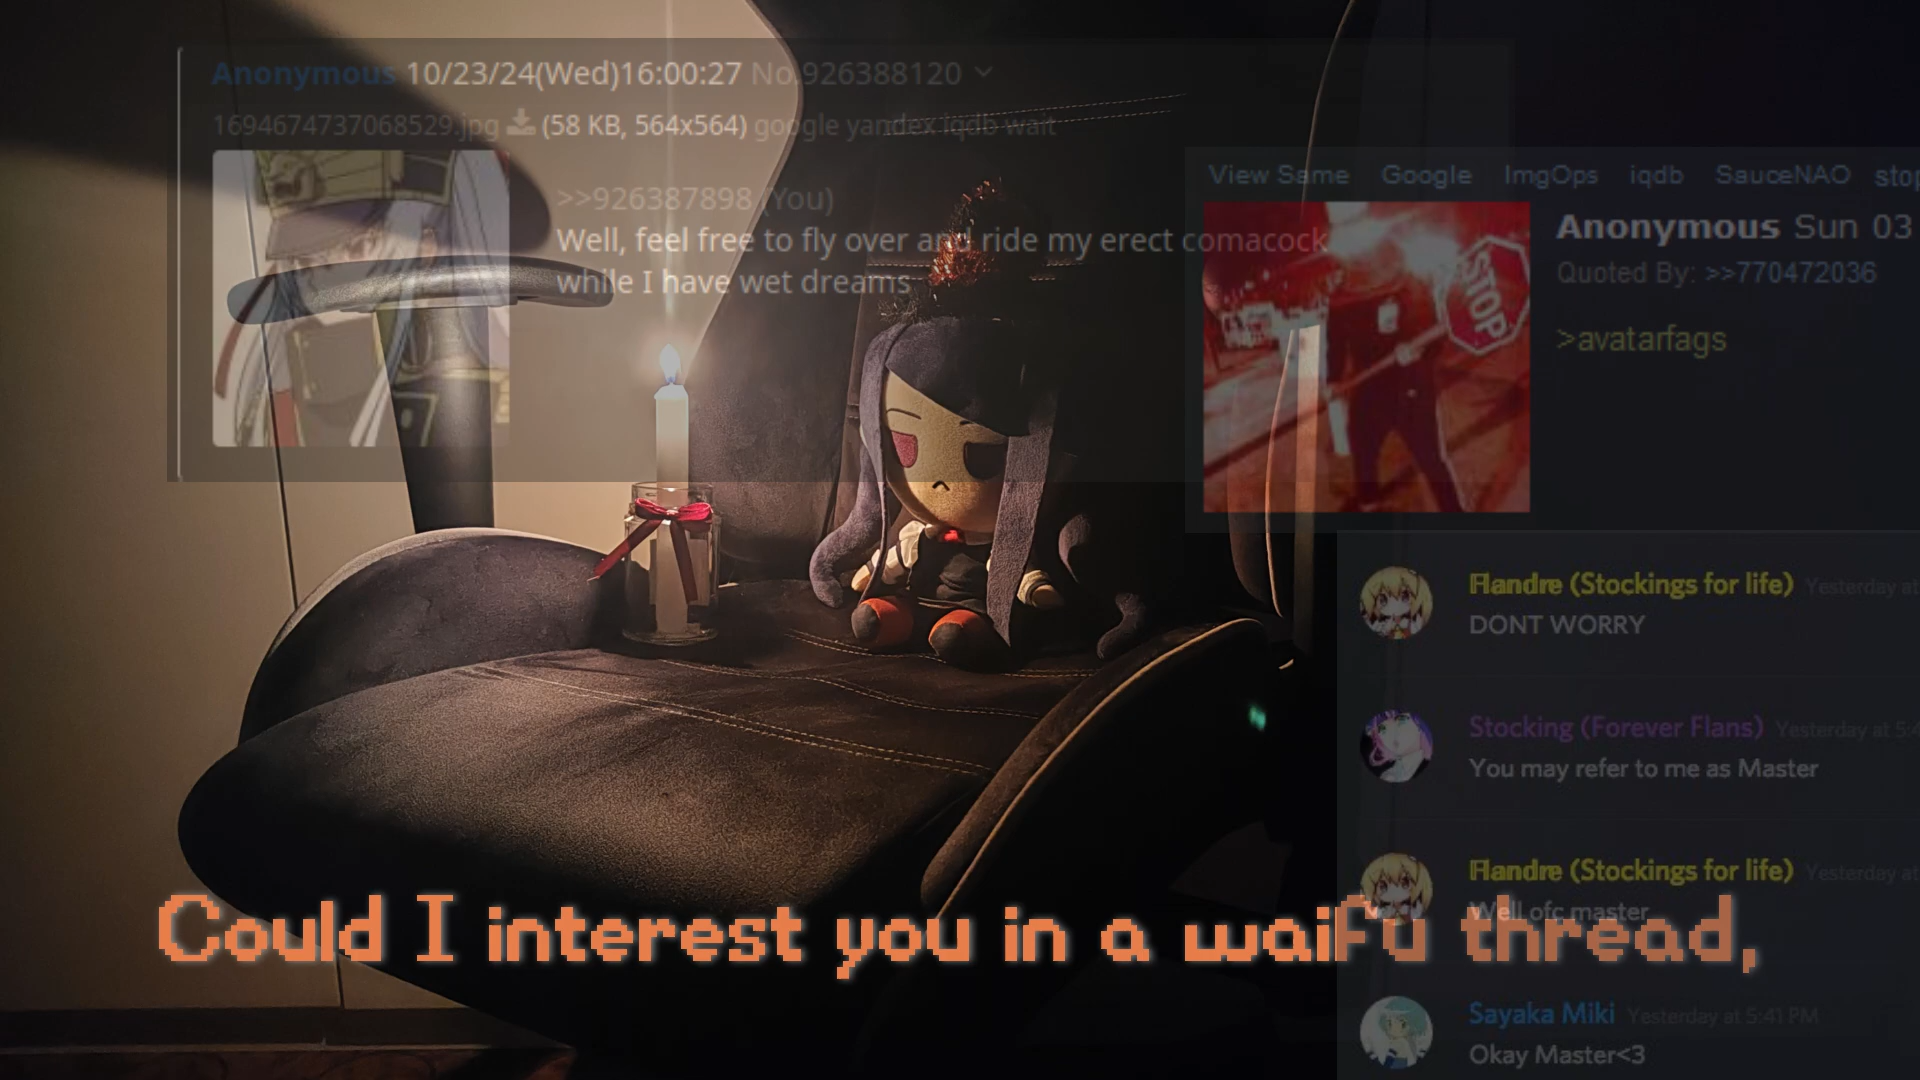 Anonymous 10/23/24(Wed)16:00:27 No.926388120
1694674737068529.jpg (58 KB, 564x564) google yandex iqdb wait
>>926387898 (You)
Well, feel free to fly over and ride my erect comacock
while I have wet dreams
View Same Google ImgOps iqdb SauceNAO stop
Anonymous Sun 03
Quoted By: >>770472036
>avatarfags
STOP
Flandre (Stockings for life) Yesterday at
DONT WORRY
Stocking (Forever Flans) Yesterday at 5:4
You may refer to me as Master
Flandre (Stockings for life) Yesterday at
Well ofc master
Could I interest you in a waifu thread,
Sayaka Miki Yesterday at 5:41 PM
Okay Master<3